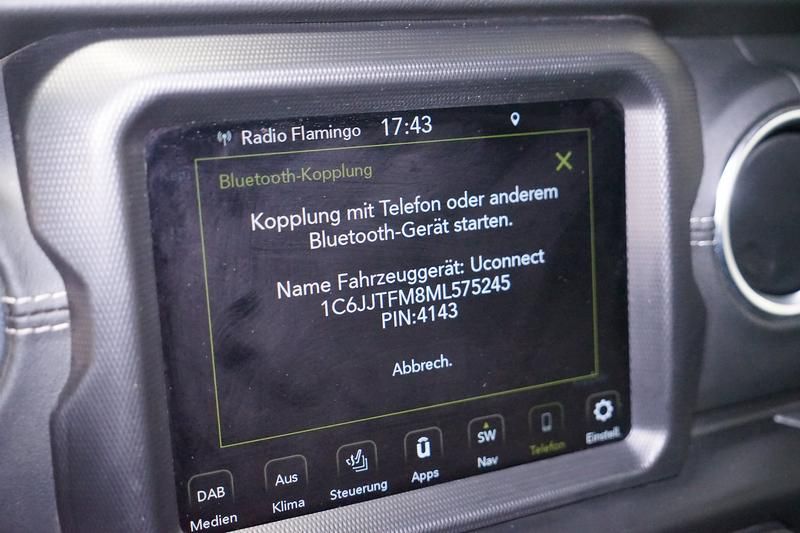 Radio Flamingo 17:43
Bluetooth-Kopplung
Kopplung mit Telefon oder anderem
Bluetooth-Gerät starten.
Name Fahrzeuggerät: Uconnect
1C6JJTFM8ML575245
PIN:4143
Abbrech.
DAB Aus SW
Medien Klima Steuerung Apps Nav Telefon Einstell.